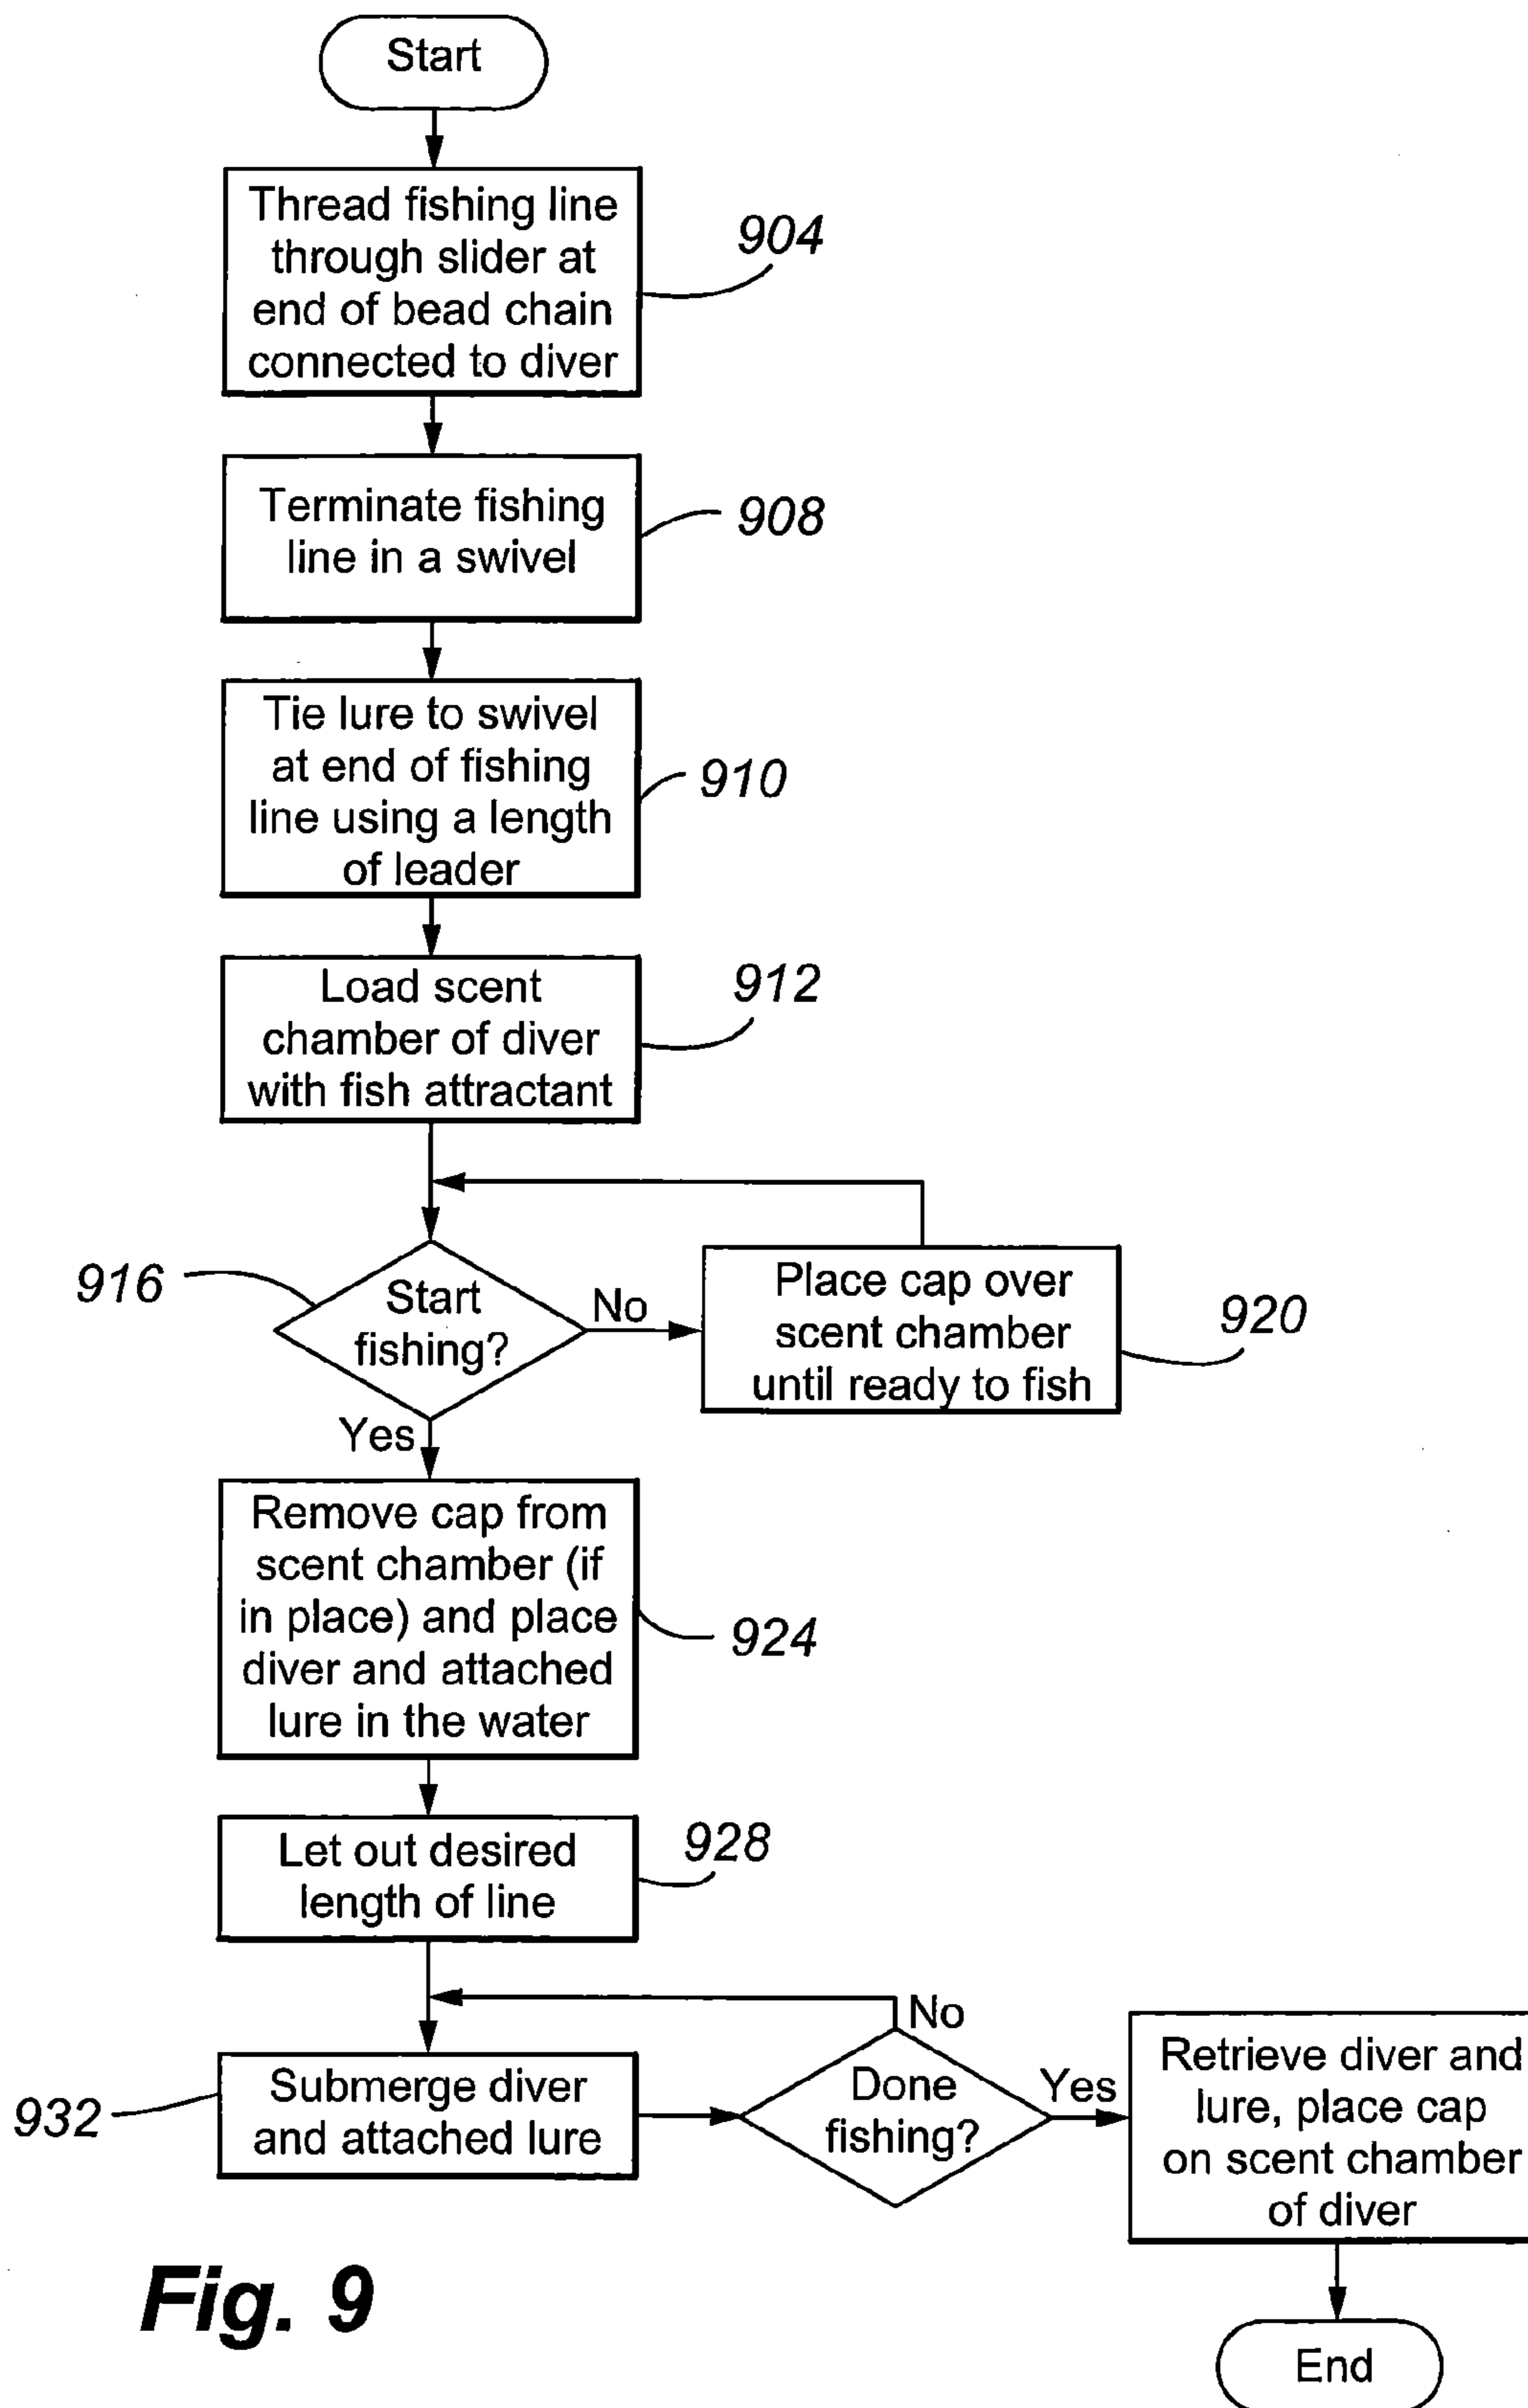 Start
Thread fishing line
through slider at
end of bead chain
connected to diver
904
Terminate fishing
line in a swivel
908
Tie lure to swivel
at end of fishing
line using a length
of leader
910
Load scent
chamber of diver
with fish attractant
912
916
Start
fishing?
No
Place cap over
scent chamber
until ready to fish
920
Yes
Remove cap from
scent chamber (if
in place) and place
diver and attached
lure in the water
924
Let out desired
length of line
928
932
Submerge diver
and attached lure
No
Done
fishing?
Yes
Retrieve diver and
lure, place cap
on scent chamber
of diver
End
Fig. 9